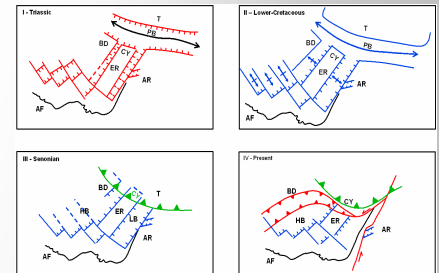 I - Triassic
T
PB
BD
CY
ER
AR
AF
II – Lower-Cretaceous
T
PB
BD
CY
ER
AR
AF
III - Senonian
BD
CY
T
HB
ER
LB
AR
AF
IV - Present
BD
CY
HB
ER
AR
AF